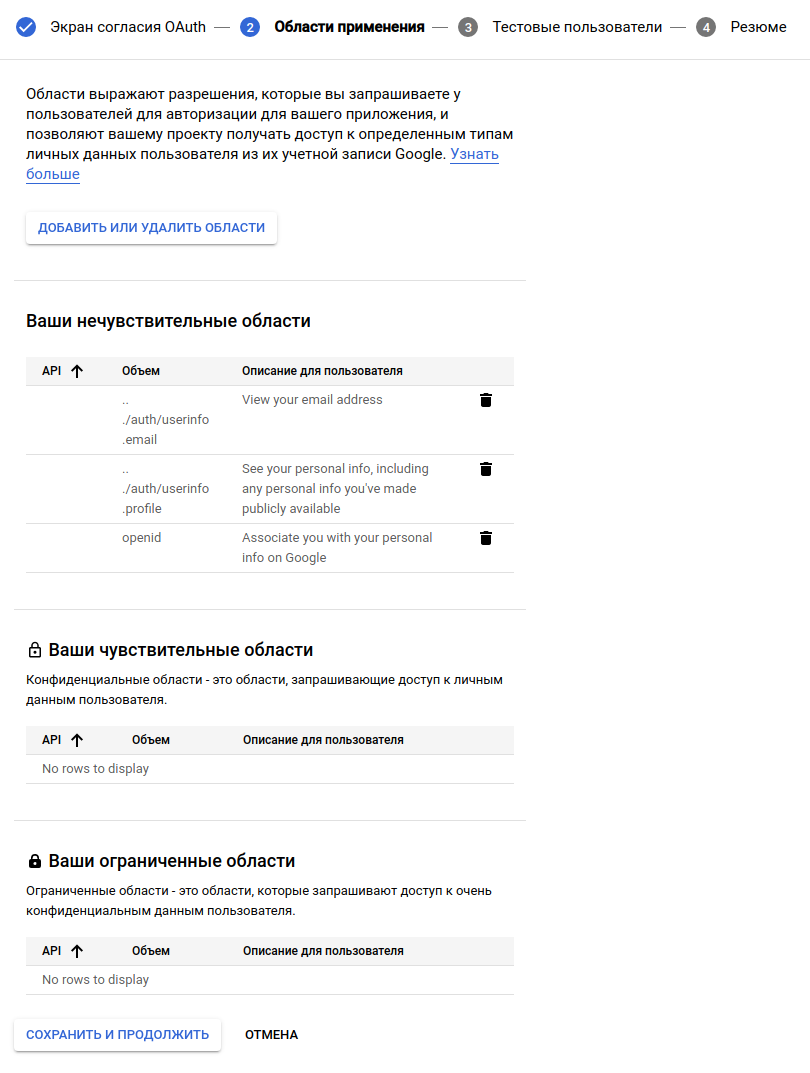 Экран согласия OAuth 2 Области применения 3 Тестовые пользователи 4 Резюме
Области выражают разрешения, которые вы запрашиваете у
пользователей для авторизации для вашего приложения, и
позволяют вашему проекту получать доступ к определенным типам
личных данных пользователя из их учетной записи Google. Узнать
больше
ДОБАВИТЬ ИЛИ УДАЛИТЬ ОБЛАСТИ
Ваши нечувствительные области
API Объем Описание для пользователя
.. View your email address
./auth/userinfo
.email
.. See your personal info, including
./auth/userinfo any personal info you've made
.profile publicly available
openid Associate you with your personal
info on Google
Ваши чувствительные области
Конфиденциальные области - это области, запрашивающие доступ к личным
данным пользователя.
API Объем Описание для пользователя
No rows to display
Ваши ограниченные области
Ограниченные области - это области, которые запрашивают доступ к очень
конфиденциальным данным пользователя.
API Объем Описание для пользователя
No rows to display
СОХРАНИТЬ И ПРОДОЛЖИТЬ ОТМЕНА